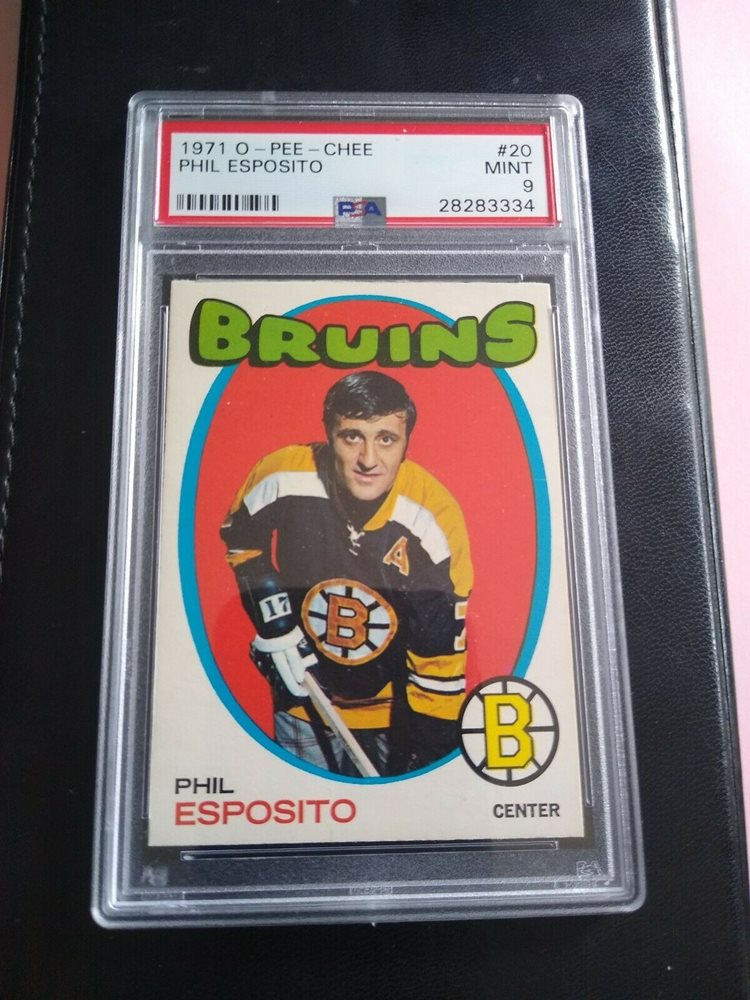 1971 O-PEE-CHEE #20
PHIL ESPOSITO MINT
9
PSA 28283334
BRUINS
A
17
B
B
PHIL
ESPOSITO
CENTER